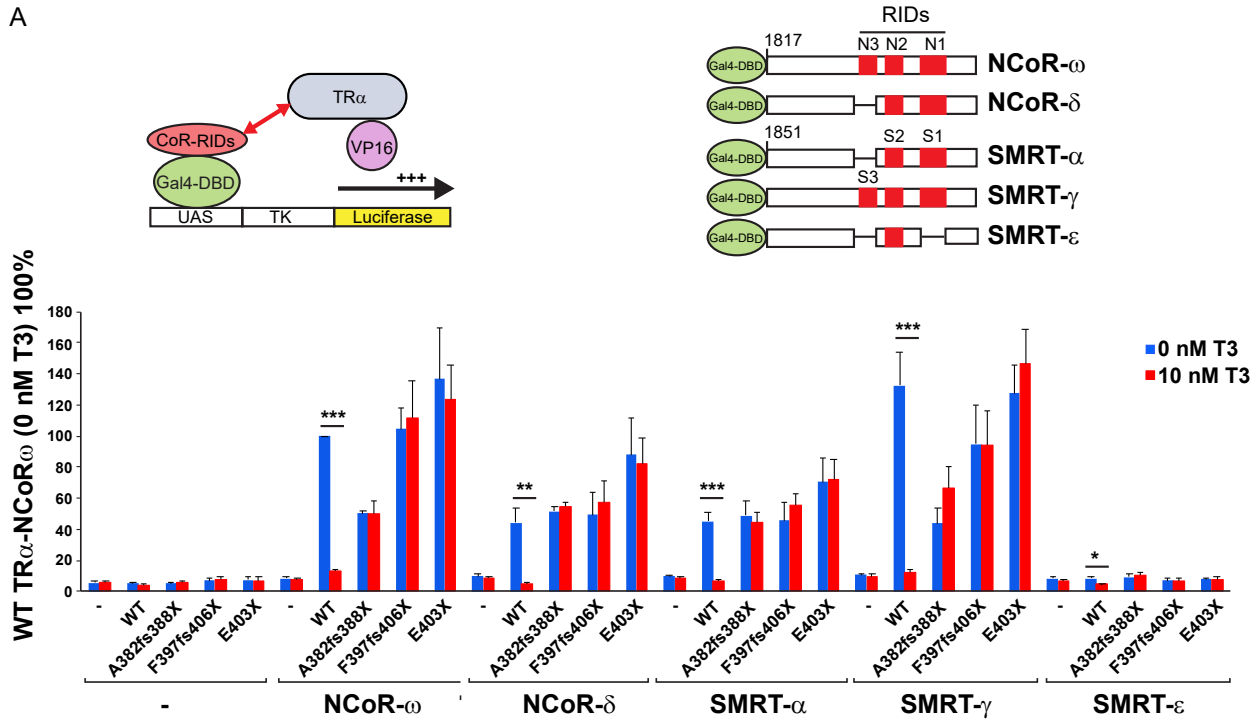 A
TRα
CoR-RIDs
VP16
Gal4-DBD
+++
UAS TK Luciferase
RIDs
1817 N3 N2 N1
Gal4-DBD NCoR-ω
Gal4-DBD NCoR-δ
1851 S2 S1
Gal4-DBD SMRT-α
S3
Gal4-DBD SMRT-γ
Gal4-DBD SMRT-ε
WT TRα-NCoRω (0 nM T3) 100%
180
160
140
120
100
80
60
40
20
0
*** ** *** *** *
0 nM T3
10 nM T3
- WT A382fs388X F397fs406X E403X
- WT A382fs388X F397fs406X E403X
- WT A382fs388X F397fs406X E403X
- WT A382fs388X F397fs406X E403X
- WT A382fs388X F397fs406X E403X
- WT A382fs388X F397fs406X E403X
- NCoR-ω NCoR-δ SMRT-α SMRT-γ SMRT-ε